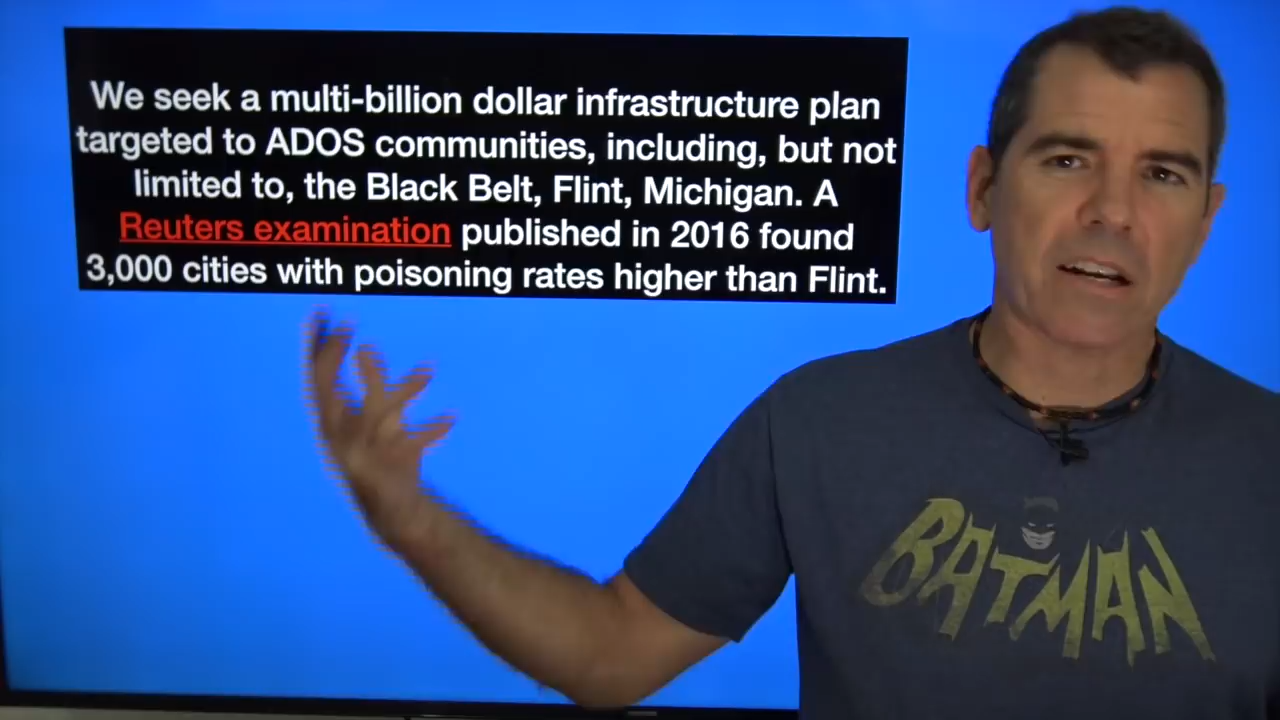 We seek a multi-billion dollar infrastructure plan
targeted to ADOS communities, including, but not
limited to, the Black Belt, Flint, Michigan. A
Reuters examination published in 2016 found
3,000 cities with poisoning rates higher than Flint.
BATMAN